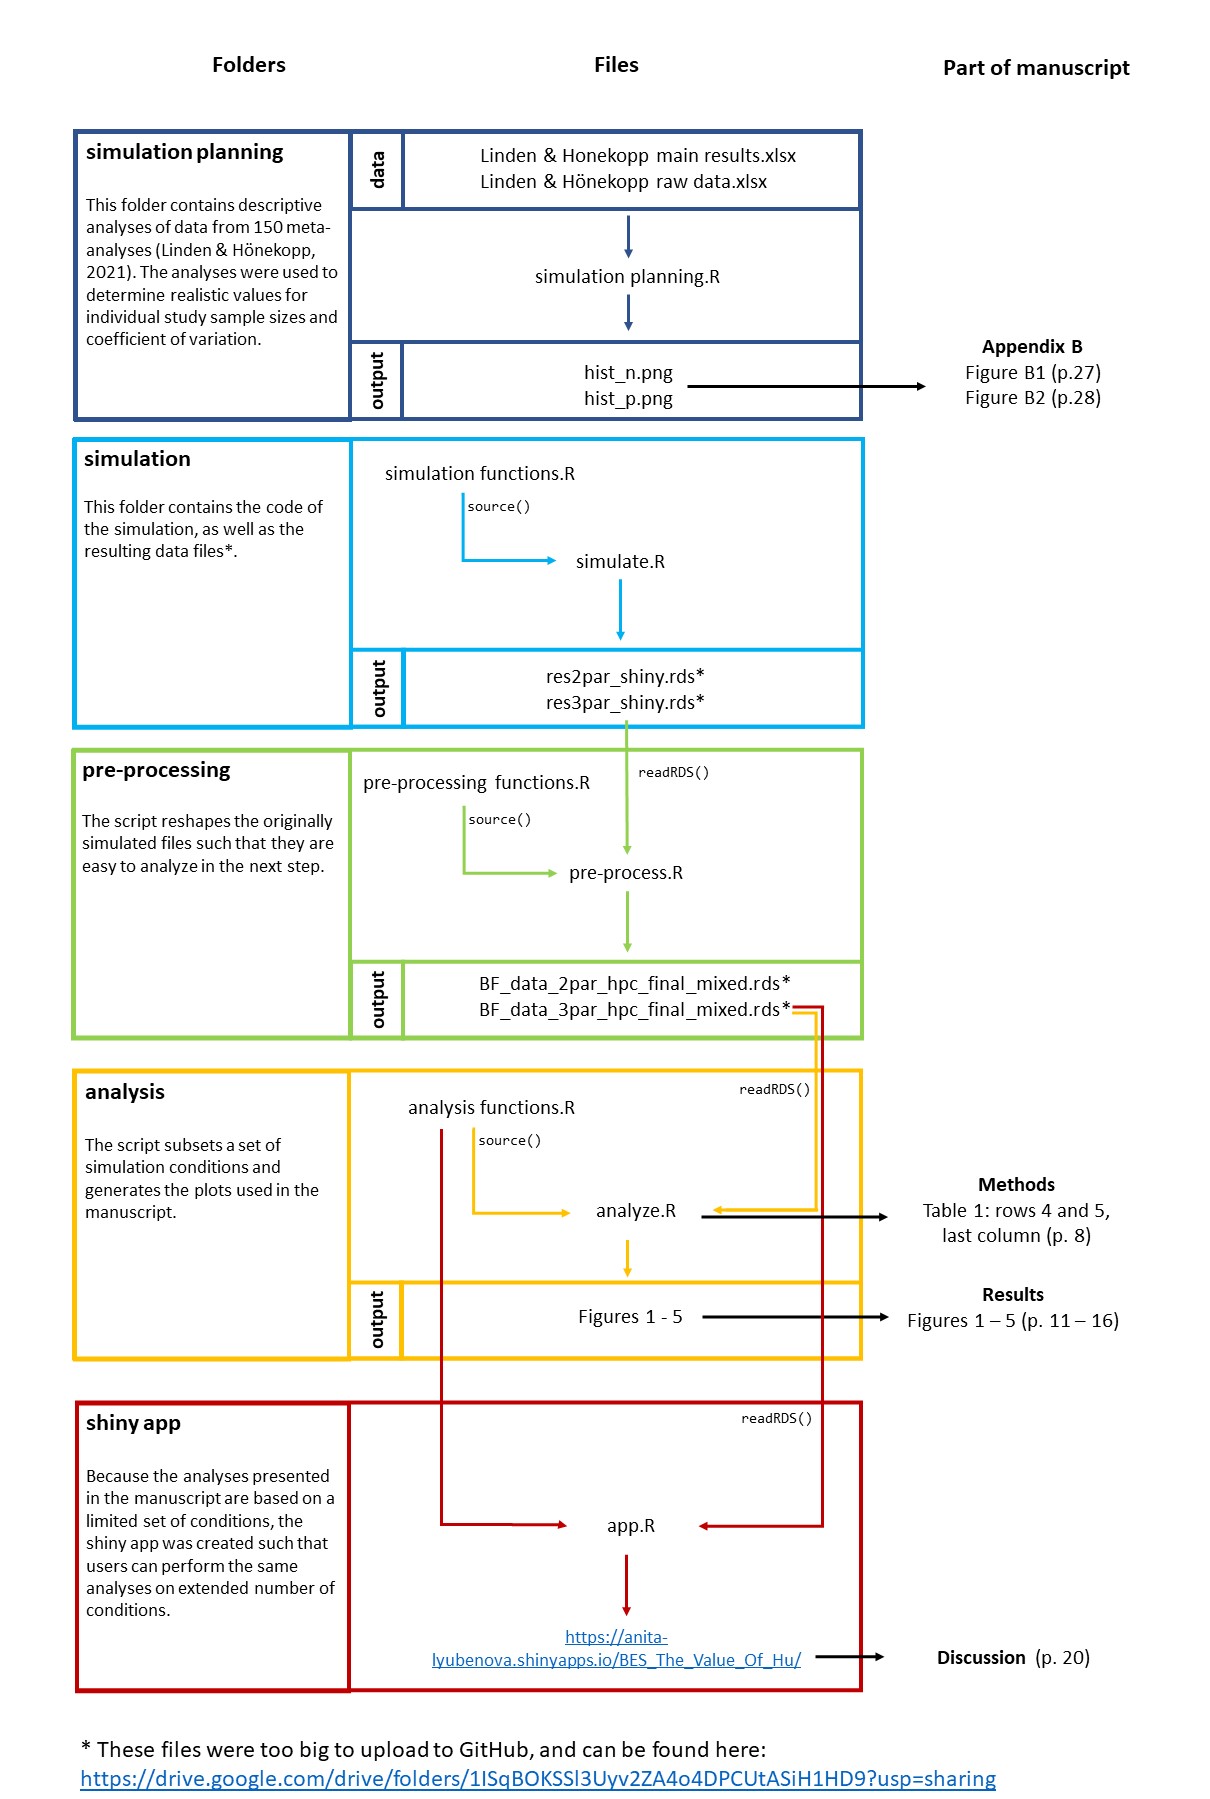 Folders
Files
Part of manuscript
simulation planning
This folder contains descriptive
analyses of data from 150 meta-
analyses (Linden & Hönekopp,
2021). The analyses were used to
determine realistic values for
individual study sample sizes and
coefficient of variation.
data
Linden & Honekopp main results.xlsx
Linden & Hönekopp raw data.xlsx
simulation planning.R
output
hist_n.png
hist_p.png
Appendix B
Figure B1 (p.27)
Figure B2 (p.28)
simulation
This folder contains the code of
the simulation, as well as the
resulting data files*.
simulation functions.R
source()
simulate.R
output
res2par_shiny.rds*
res3par_shiny.rds*
pre-processing
The script reshapes the originally
simulated files such that they are
easy to analyze in the next step.
readRDS()
pre-processing functions.R
source()
pre-process.R
output
BF_data_2par_hpc_final_mixed.rds*
BF_data_3par_hpc_final_mixed.rds*
analysis
The script subsets a set of
simulation conditions and
generates the plots used in the
manuscript.
readRDS()
analysis functions.R
source()
analyze.R
Methods
Table 1: rows 4 and 5,
last column (p. 8)
output
Figures 1 - 5
Results
Figures 1 – 5 (p. 11 – 16)
shiny app
Because the analyses presented
in the manuscript are based on a
limited set of conditions, the
shiny app was created such that
users can perform the same
analyses on extended number of
conditions.
readRDS()
app.R
https://anita-
lyubenova.shinyapps.io/BES_The_Value_Of_Hu/
Discussion (p. 20)
* These files were too big to upload to GitHub, and can be found here:
https://drive.google.com/drive/folders/1ISqBOKSSl3Uyv2ZA4o4DPCUtASiH1HD9?usp=sharing